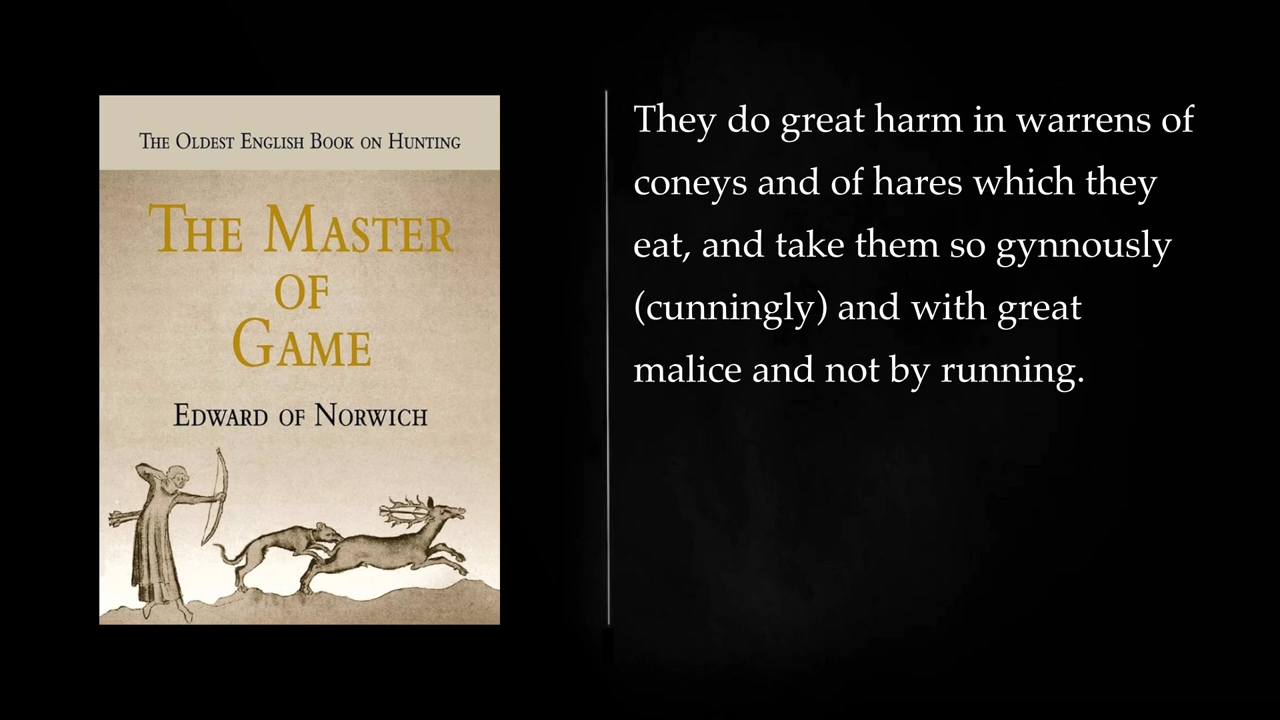 The Oldest English Book on Hunting
The Master
of
Game
Edward of Norwich
They do great harm in warrens of
coneys and of hares which they
eat, and take them so gynnously
(cunningly) and with great
malice and not by running.